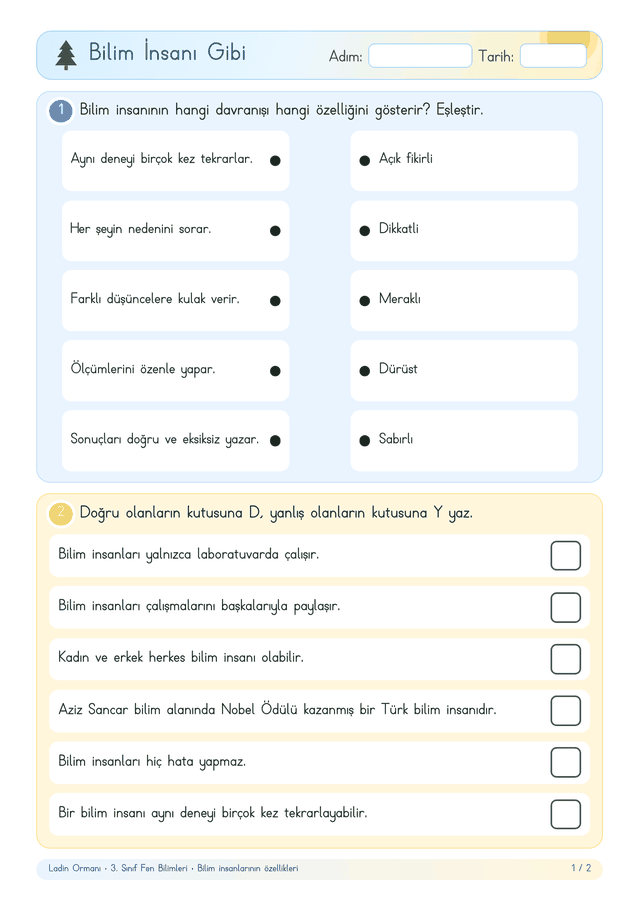 Bilim İnsanı Gibi
Adım:
Tarih:
1
Bilim insanının hangi davranışı hangi özelliğini gösterir? Eşleştir.
Aynı deneyi birçok kez tekrarlar.
Açık fikirli
Her şeyin nedenini sorar.
Dikkatli
Farklı düşüncelere kulak verir.
Meraklı
Ölçümlerini özenle yapar.
Dürüst
Sonuçları doğru ve eksiksiz yazar.
Sabırlı
2
Doğru olanların kutusuna D, yanlış olanların kutusuna Y yaz.
Bilim insanları yalnızca laboratuvarda çalışır.
Bilim insanları çalışmalarını başkalarıyla paylaşır.
Kadın ve erkek herkes bilim insanı olabilir.
Aziz Sancar bilim alanında Nobel Ödülü kazanmış bir Türk bilim insanıdır.
Bilim insanları hiç hata yapmaz.
Bir bilim insanı aynı deneyi birçok kez tekrarlayabilir.
Ladin Ormanı • 3. Sınıf Fen Bilimleri • Bilim insanlarının özellikleri
1 / 2